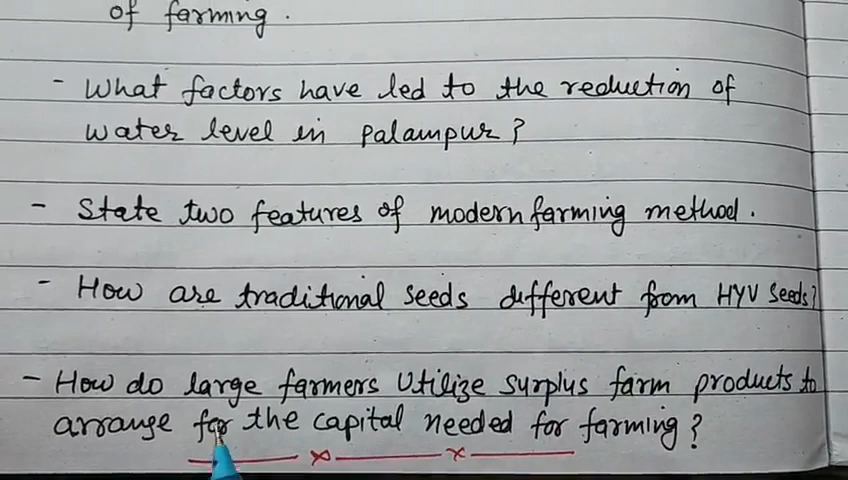 of farming.
- What factors have led to the reduction of
water level in Palampur?
- State two features of modern farming method.
- How are traditional seeds different from HYV seeds?
- How do large farmers utilize surplus farm products to
arrange for the capital needed for farming?